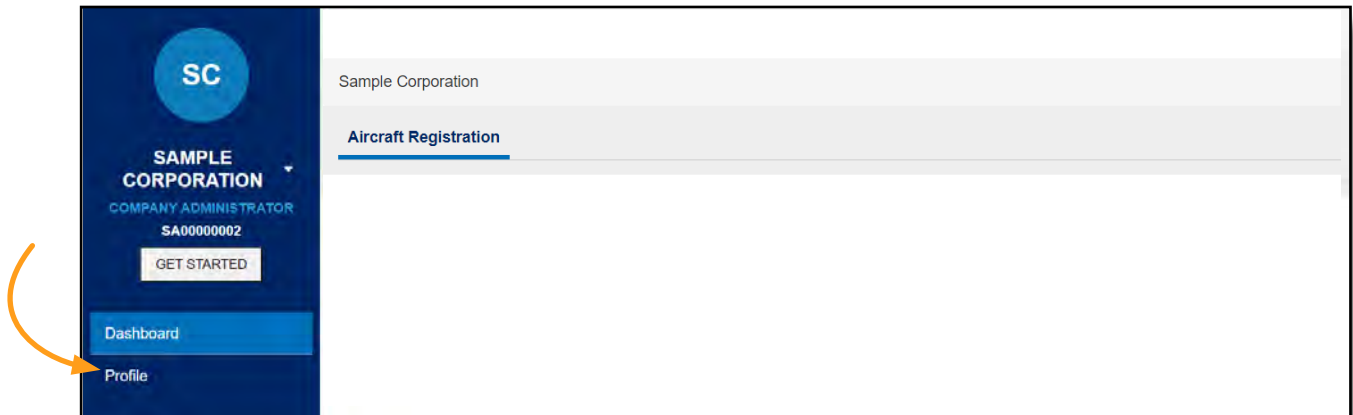 SC
SAMPLE
CORPORATION
COMPANY ADMINISTRATOR
SA00000002
GET STARTED
Dashboard
Profile
Sample Corporation
Aircraft Registration